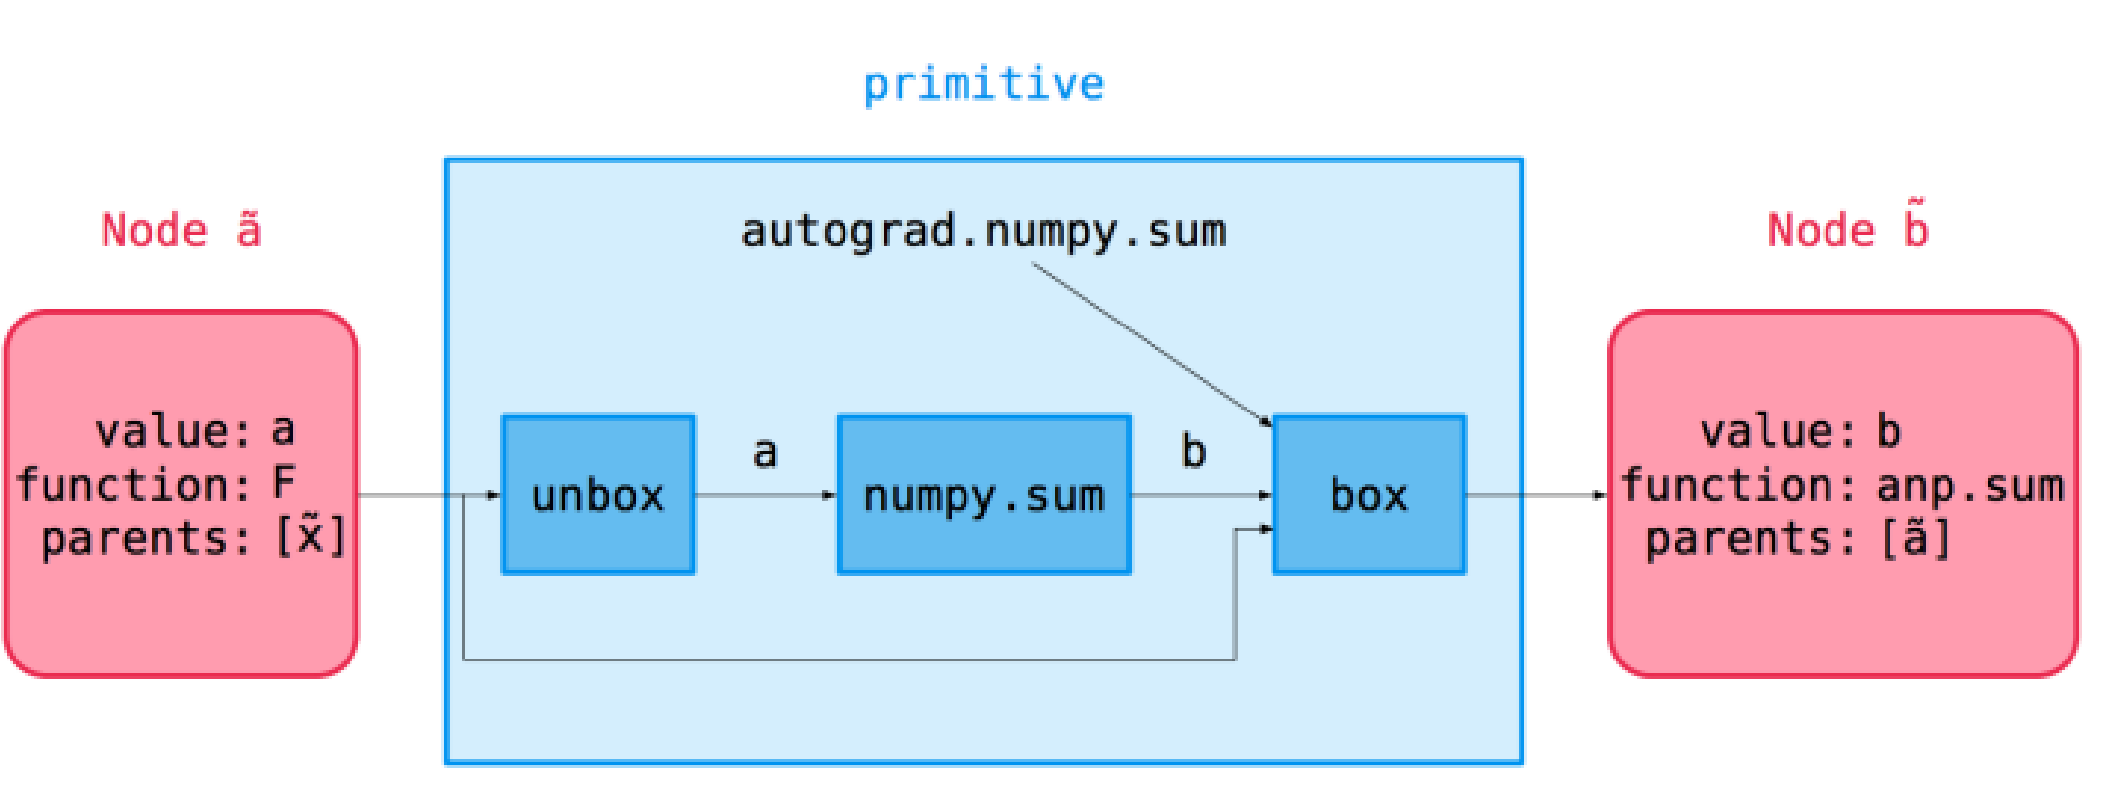 primitive
Node ã
autograd.numpy.sum
Node b̃
value: a
function: F
parents: [x̃]
unbox
a
numpy.sum
b
box
value: b
function: anp.sum
parents: [ã]